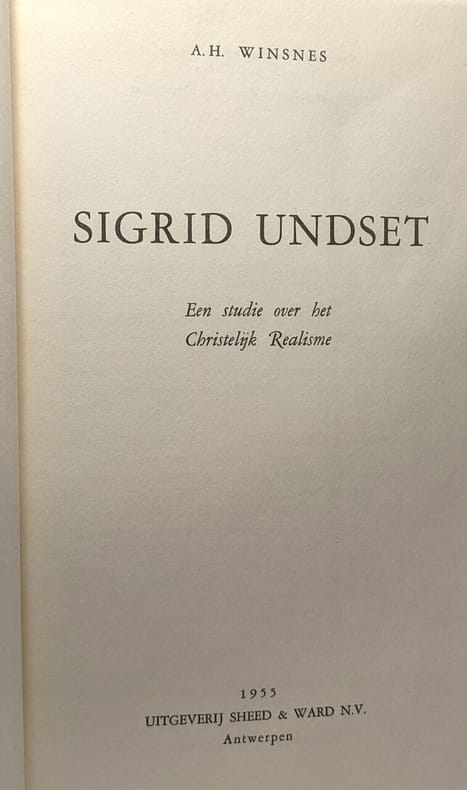 A.H. WINSNES
SIGRID UNDSET
Een studie over het
Christelijk Realisme
1955
UITGEVERIJ SHEED & WARD N.V.
Antwerpen